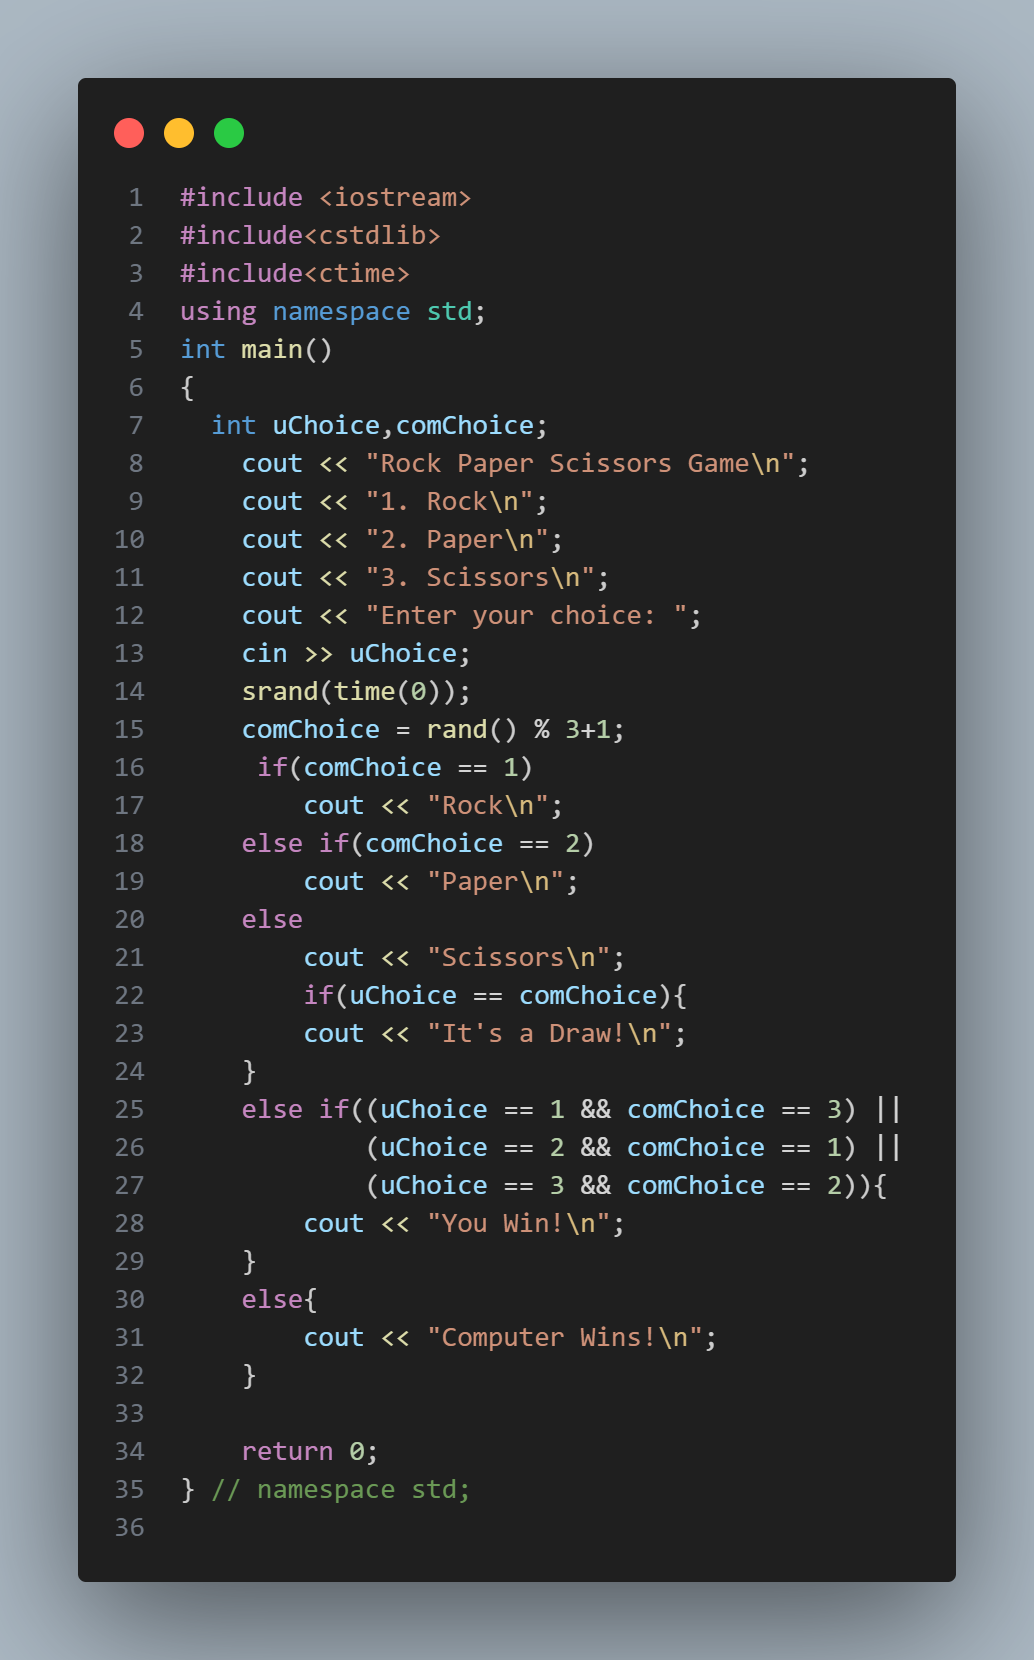 1 #include <iostream>
2 #include<cstdlib>
3 #include<ctime>
4 using namespace std;
5 int main()
6 {
7   int uChoice,comChoice;
8     cout << "Rock Paper Scissors Game\n";
9     cout << "1. Rock\n";
10     cout << "2. Paper\n";
11     cout << "3. Scissors\n";
12     cout << "Enter your choice: ";
13     cin >> uChoice;
14     srand(time(0));
15     comChoice = rand() % 3+1;
16      if(comChoice == 1)
17         cout << "Rock\n";
18     else if(comChoice == 2)
19         cout << "Paper\n";
20     else
21         cout << "Scissors\n";
22         if(uChoice == comChoice){
23         cout << "It's a Draw!\n";
24     }
25     else if((uChoice == 1 && comChoice == 3) ||
26             (uChoice == 2 && comChoice == 1) ||
27             (uChoice == 3 && comChoice == 2)){
28         cout << "You Win!\n";
29     }
30     else{
31         cout << "Computer Wins!\n";
32     }
33
34     return 0;
35 } // namespace std;
36